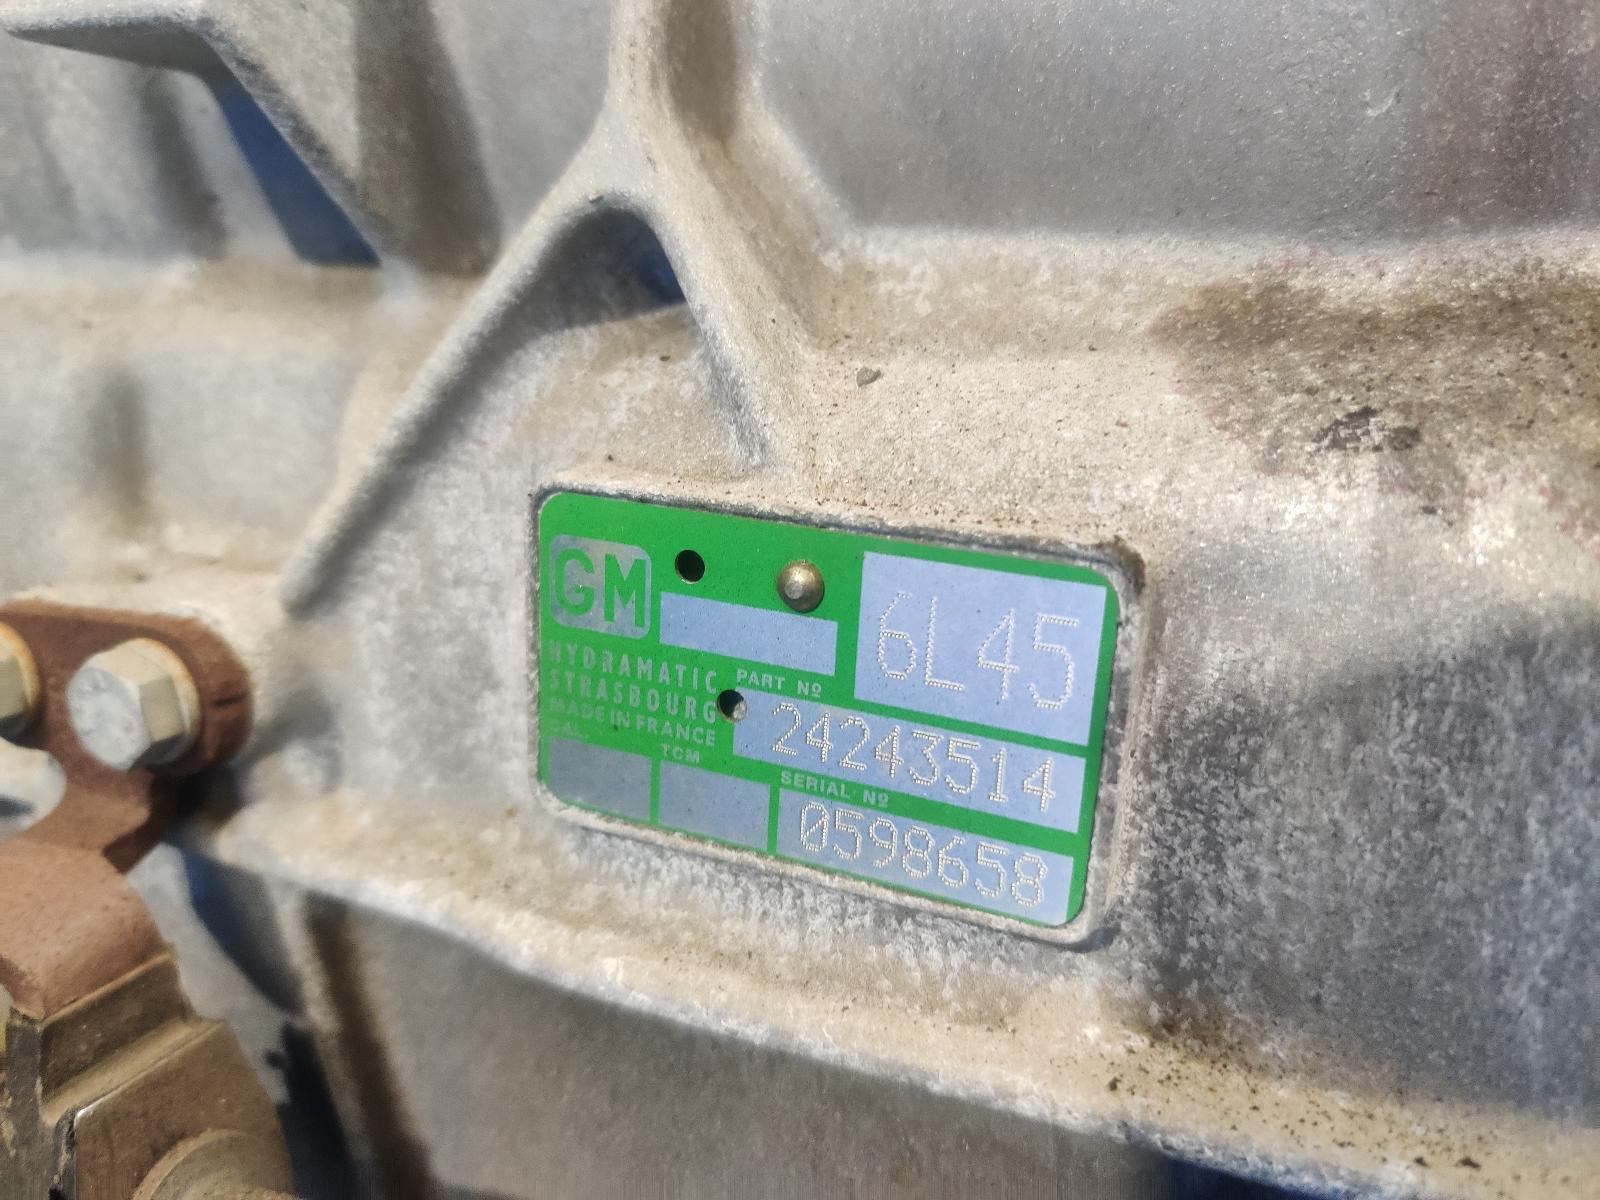 GM
6L45
HYDRAMATIC
STRASBOURG
MADE IN FRANCE
PART Nº
24243514
CAL.
TCM
SERIAL Nº
0598658